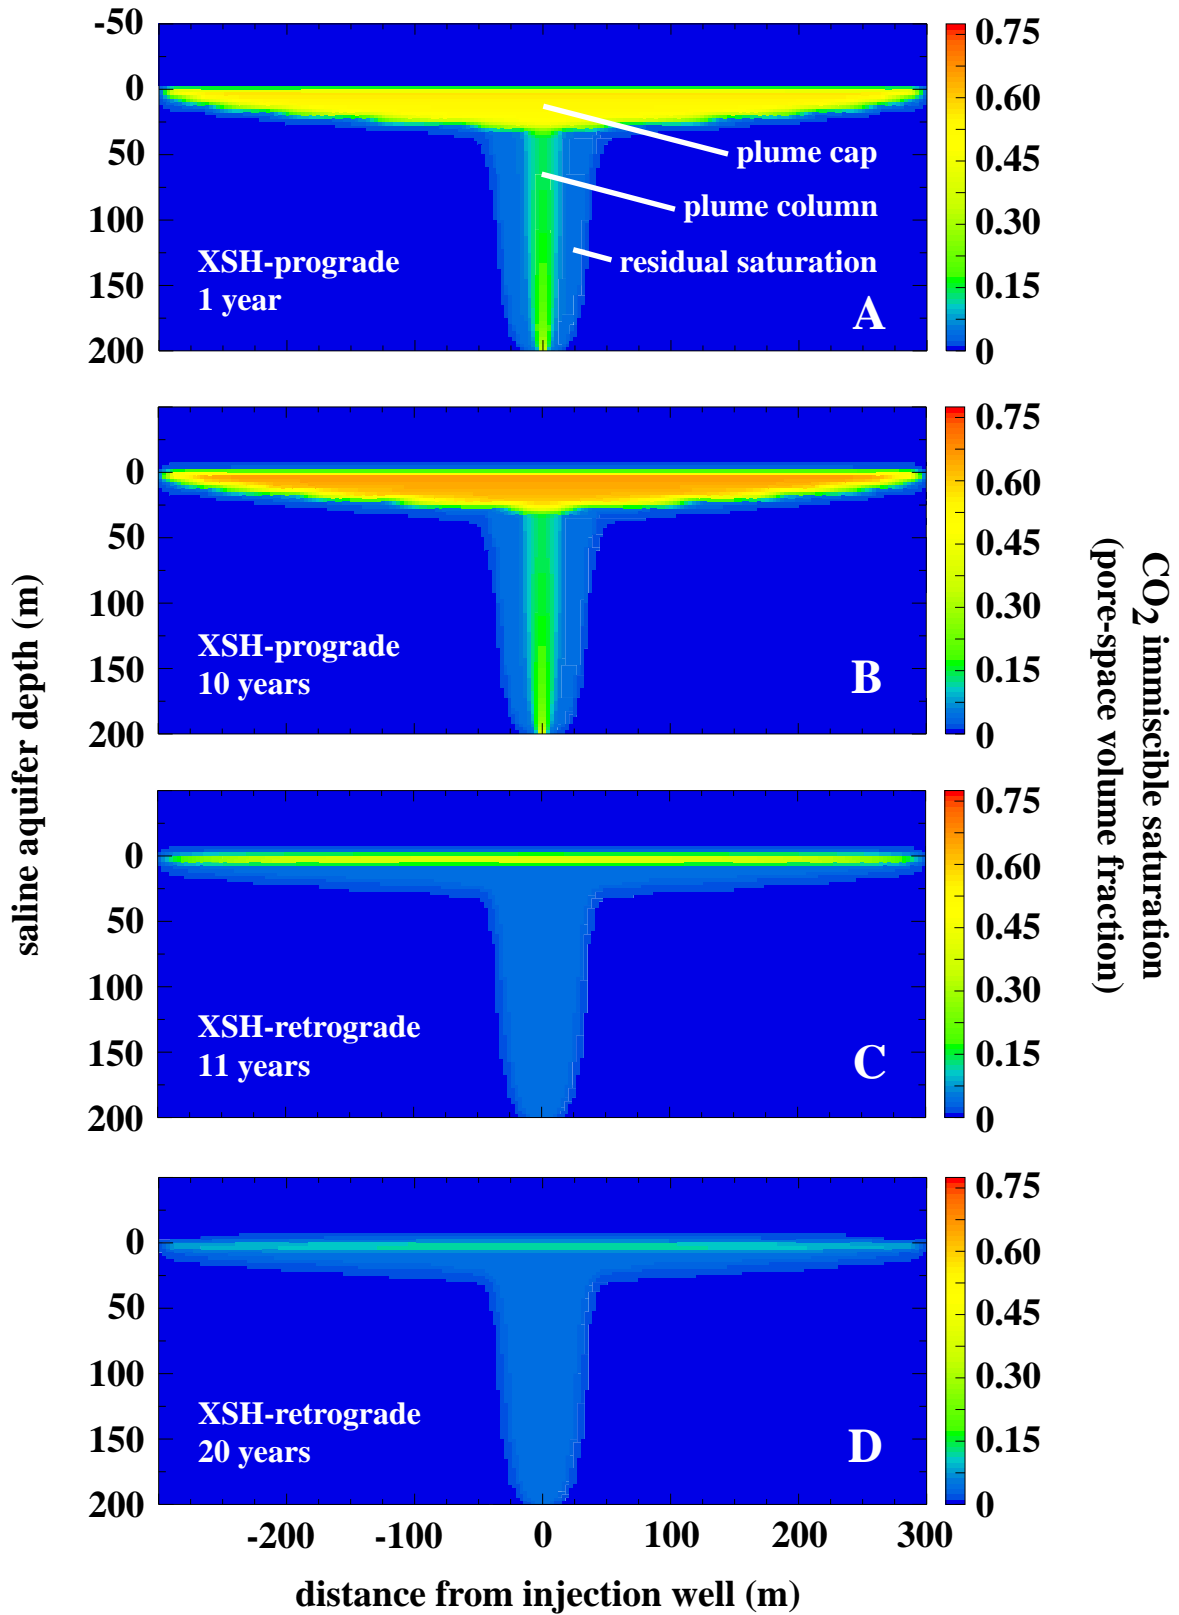 -50
0
50
100
150
200
plume cap
plume column
residual saturation
XSH-prograde
1 year
A
0.75
0.60
0.45
0.30
0.15
0
0
50
100
150
200
XSH-prograde
10 years
B
0.75
0.60
0.45
0.30
0.15
0
0
50
100
150
200
XSH-retrograde
11 years
C
0.75
0.60
0.45
0.30
0.15
0
0
50
100
150
200
XSH-retrograde
20 years
D
0.75
0.60
0.45
0.30
0.15
0
-200 -100 0 100 200 300
distance from injection well (m)
saline aquifer depth (m)
CO2 immiscible saturation
(pore-space volume fraction)